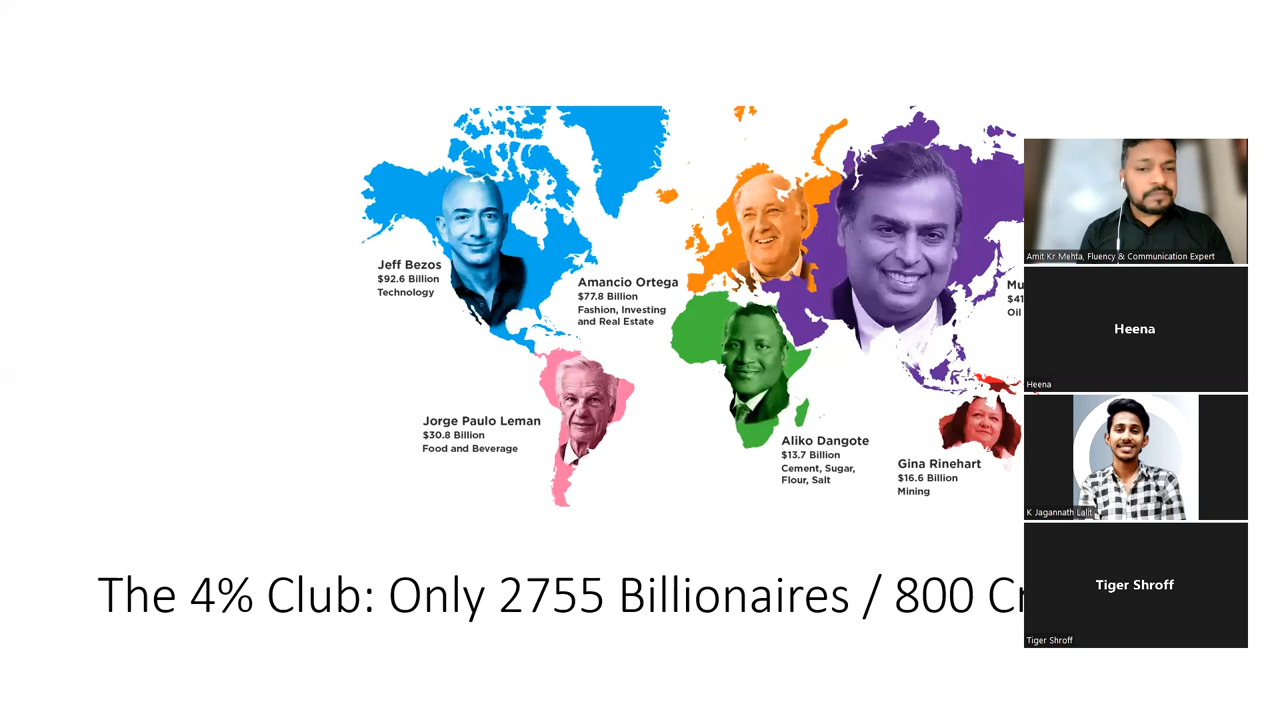 Jeff Bezos
$92.6 Billion
Technology
Amancio Ortega
$77.8 Billion
Fashion, Investing
and Real Estate
Mu
$41
Oil
Jorge Paulo Leman
$30.8 Billion
Food and Beverage
Aliko Dangote
$13.7 Billion
Cement, Sugar,
Flour, Salt
Gina Rinehart
$16.6 Billion
Mining
The 4% Club: Only 2755 Billionaires / 800 Cr
Amit Kr Mehta, Fluency & Communication Expert
Heena
Heena
K Jagannath Lalit
Tiger Shroff
Tiger Shroff